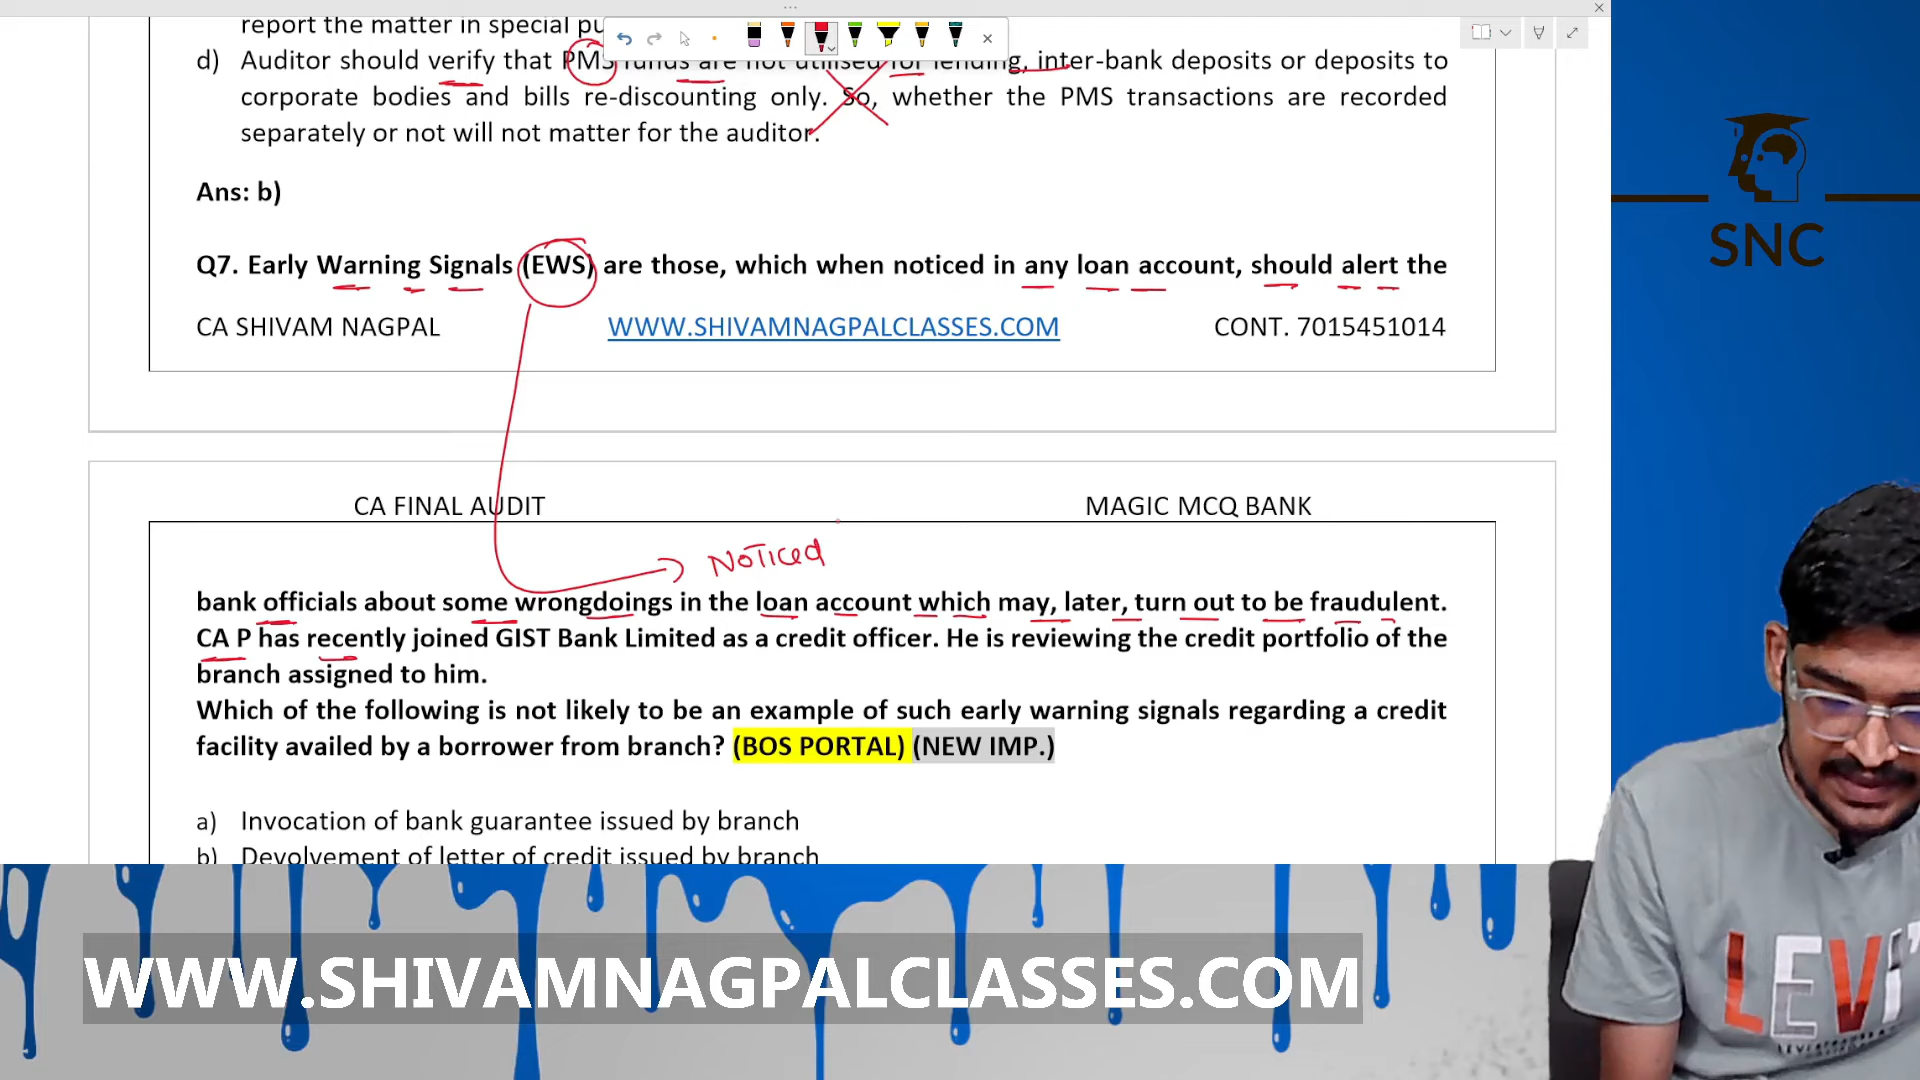 report the matter in special pu
d) Auditor should verify that PMS funds are not utilised for lending, inter-bank deposits or deposits to
corporate bodies and bills re-discounting only. So, whether the PMS transactions are recorded
separately or not will not matter for the auditor.
Ans: b)
Q7. Early Warning Signals (EWS) are those, which when noticed in any loan account, should alert the
CA SHIVAM NAGPAL WWW.SHIVAMNAGPALCLASSES.COM CONT. 7015451014
SNC
CA FINAL AUDIT MAGIC MCQ BANK
NoTiced
bank officials about some wrongdoings in the loan account which may, later, turn out to be fraudulent.
CA P has recently joined GIST Bank Limited as a credit officer. He is reviewing the credit portfolio of the
branch assigned to him.
Which of the following is not likely to be an example of such early warning signals regarding a credit
facility availed by a borrower from branch? (BOS PORTAL) (NEW IMP.)
a) Invocation of bank guarantee issued by branch
b) Devolvement of letter of credit issued by branch
WWW.SHIVAMNAGPALCLASSES.COM